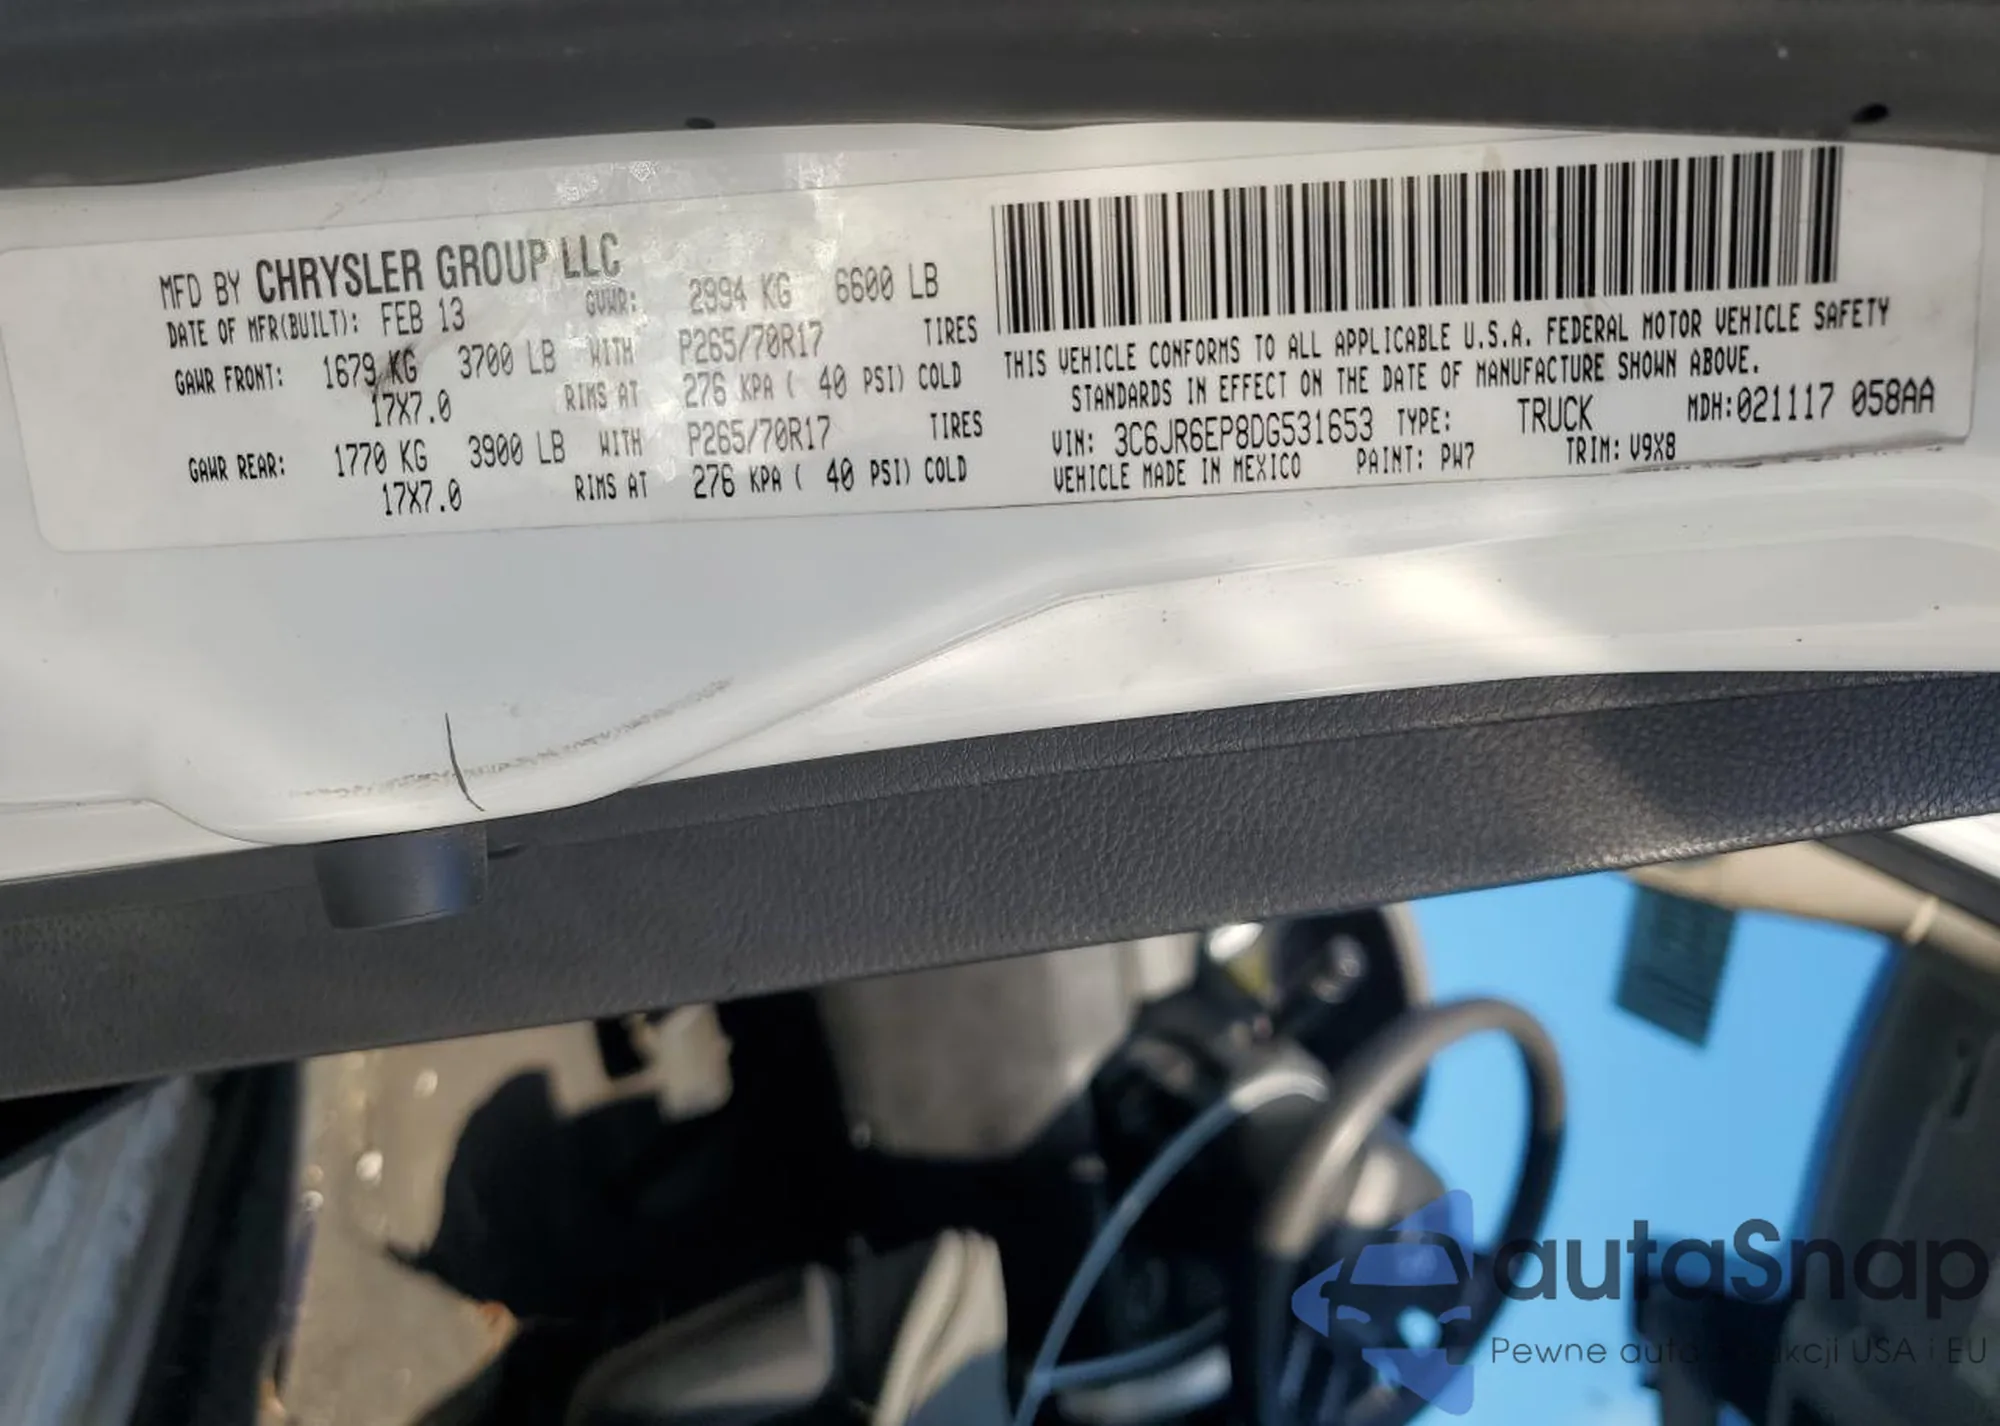 MFD BY CHRYSLER GROUP LLC
DATE OF MFR(BUILT): FEB 13 GVWR: 2994 KG 6600 LB
GAWR FRONT: 1679 KG 3700 LB WITH P265/70R17 TIRES
17X7.0 RIMS AT 276 KPA ( 40 PSI) COLD
GAWR REAR: 1770 KG 3900 LB WITH P265/70R17 TIRES
17X7.0 RIMS AT 276 KPA ( 40 PSI) COLD
THIS VEHICLE CONFORMS TO ALL APPLICABLE U.S.A. FEDERAL MOTOR VEHICLE SAFETY
STANDARDS IN EFFECT ON THE DATE OF MANUFACTURE SHOWN ABOVE.
VIN: 3C6JR6EP8DG531653 TYPE: TRUCK MDH:021117 058AA
VEHICLE MADE IN MEXICO PAINT: PW7 TRIM: V9X8
autaSnap
Pewne auta USA i EU